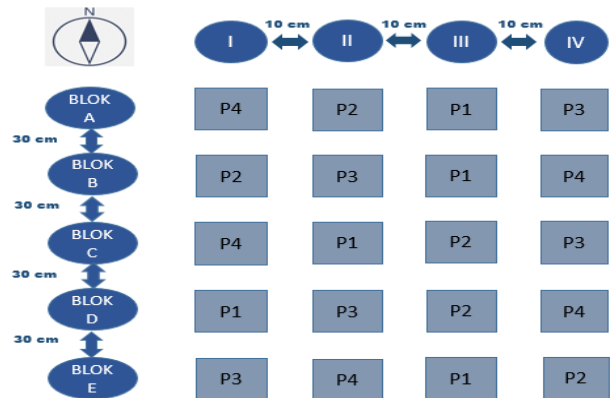 N
10 cm 10 cm 10 cm
I II III IV
BLOK A P4 P2 P1 P3
30 cm
BLOK B P2 P3 P1 P4
30 cm
BLOK C P4 P1 P2 P3
30 cm
BLOK D P1 P3 P2 P4
30 cm
BLOK E P3 P4 P1 P2